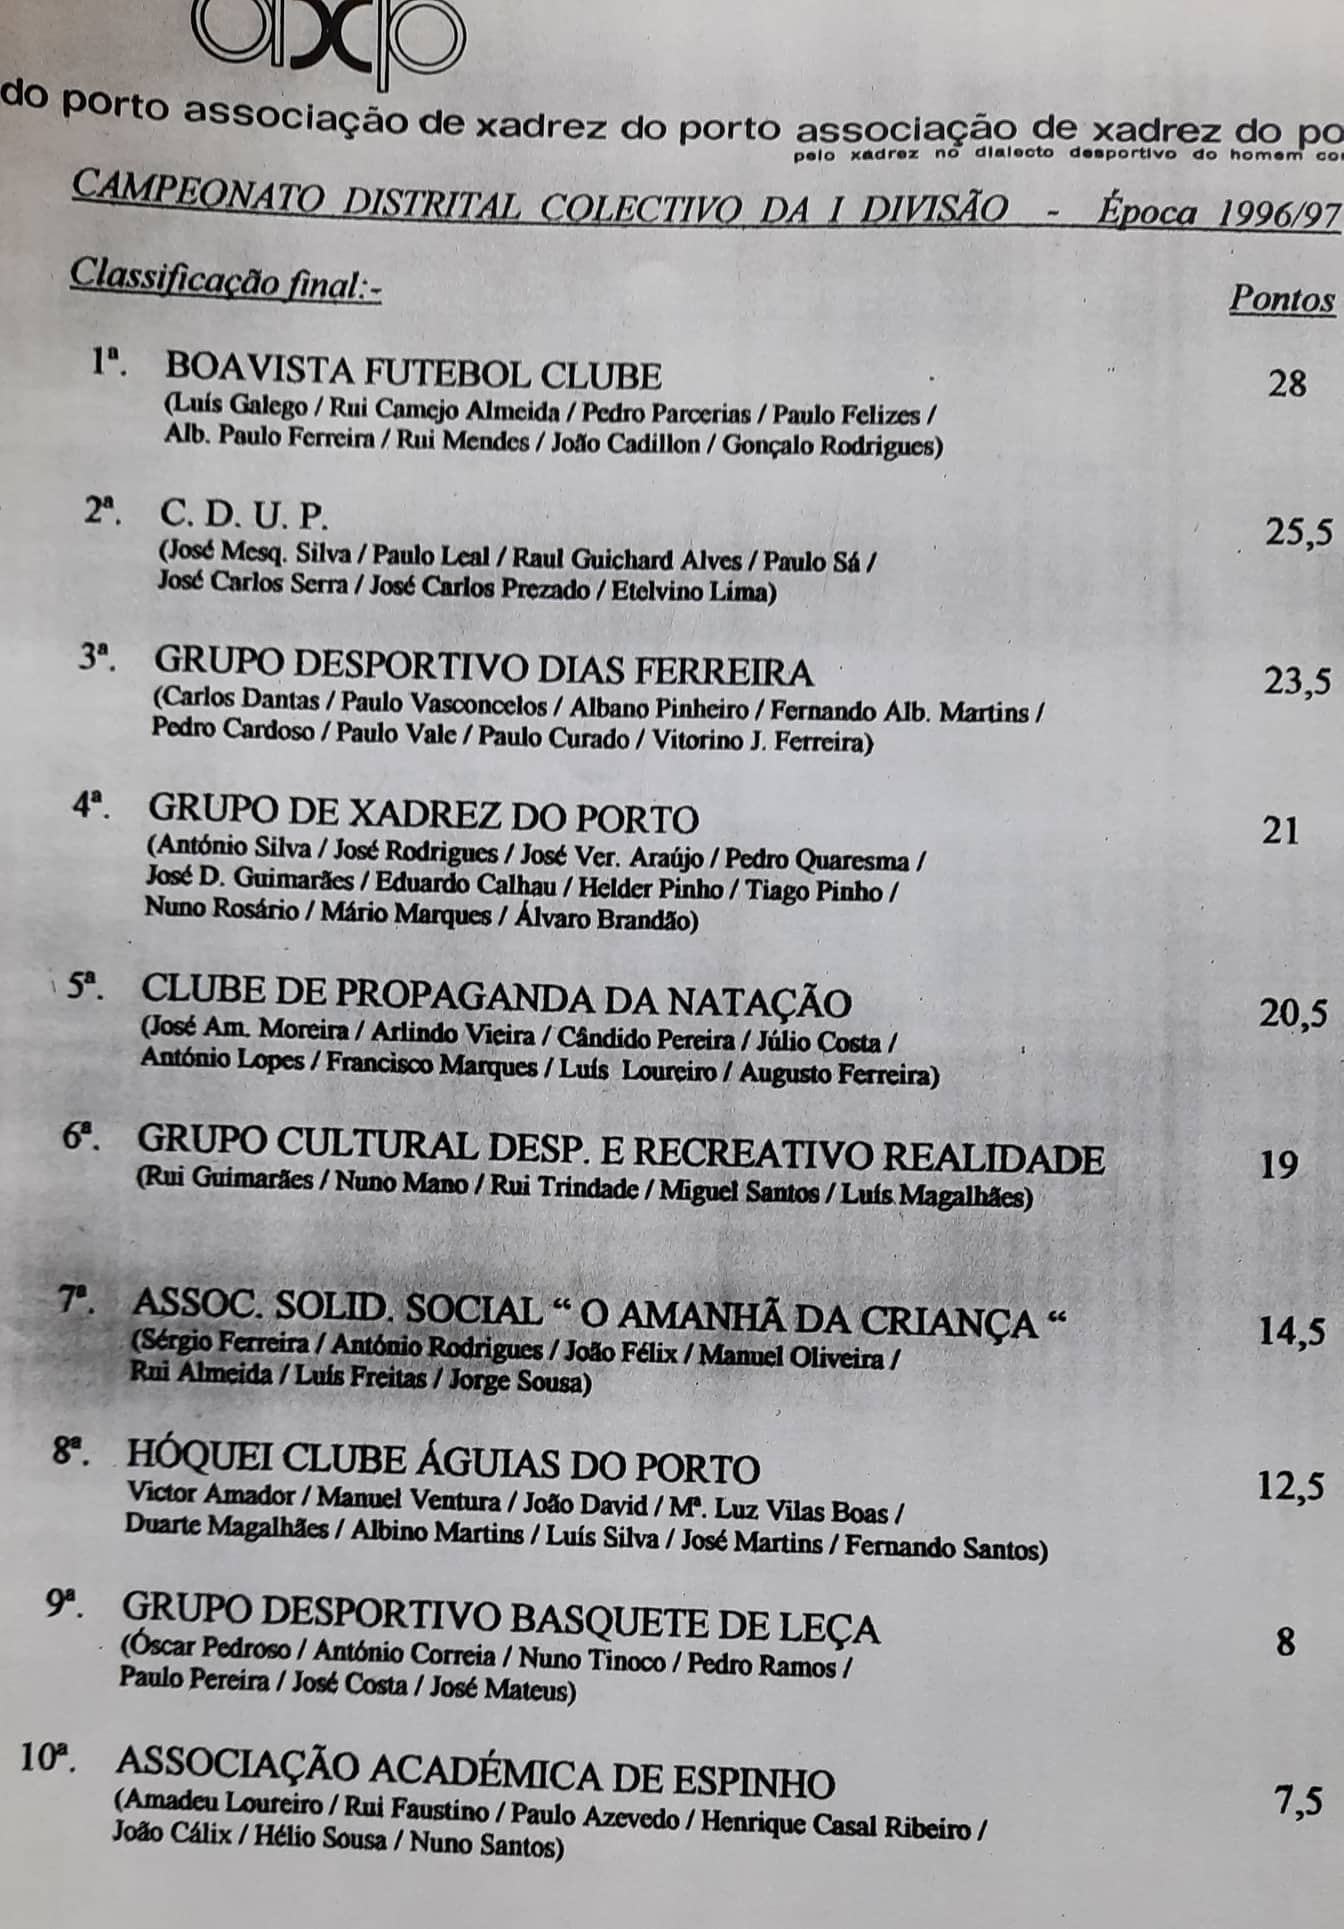 axp
do porto associação de xadrez do porto associação de xadrez do po
pelo xadrez no dialecto desportivo do homem co
CAMPEONATO DISTRITAL COLECTIVO DA I DIVISÃO - Época 1996/97
Classificação final:- Pontos
1ª. BOAVISTA FUTEBOL CLUBE 28
(Luís Galego / Rui Camejo Almeida / Pedro Parcerias / Paulo Felizes /
Alb. Paulo Ferreira / Rui Mendes / João Cadillon / Gonçalo Rodrigues)
2ª. C. D. U. P. 25,5
(José Mesq. Silva / Paulo Leal / Raul Guichard Alves / Paulo Sá /
José Carlos Serra / José Carlos Prezado / Etelvino Lima)
3ª. GRUPO DESPORTIVO DIAS FERREIRA 23,5
(Carlos Dantas / Paulo Vasconcelos / Albano Pinheiro / Fernando Alb. Martins /
Pedro Cardoso / Paulo Vale / Paulo Curado / Vitorino J. Ferreira)
4ª. GRUPO DE XADREZ DO PORTO 21
(António Silva / José Rodrigues / José Ver. Araújo / Pedro Quaresma /
José D. Guimarães / Eduardo Calhau / Helder Pinho / Tiago Pinho /
Nuno Rosário / Mário Marques / Álvaro Brandão)
5ª. CLUBE DE PROPAGANDA DA NATAÇÃO 20,5
(José Am. Moreira / Arlindo Vieira / Cândido Pereira / Júlio Costa /
António Lopes / Francisco Marques / Luís Loureiro / Augusto Ferreira)
6ª. GRUPO CULTURAL DESP. E RECREATIVO REALIDADE 19
(Rui Guimarães / Nuno Mano / Rui Trindade / Miguel Santos / Luís Magalhães)
7ª. ASSOC. SOLID. SOCIAL “ O AMANHÃ DA CRIANÇA “ 14,5
(Sérgio Ferreira / António Rodrigues / João Félix / Manuel Oliveira /
Rui Almeida / Luís Freitas / Jorge Sousa)
8ª. HÓQUEI CLUBE ÁGUIAS DO PORTO 12,5
Victor Amador / Manuel Ventura / João David / Mª. Luz Vilas Boas /
Duarte Magalhães / Albino Martins / Luís Silva / José Martins / Fernando Santos)
9ª. GRUPO DESPORTIVO BASQUETE DE LEÇA 8
(Óscar Pedroso / António Correia / Nuno Tinoco / Pedro Ramos /
Paulo Pereira / José Costa / José Mateus)
10ª. ASSOCIAÇÃO ACADÉMICA DE ESPINHO 7,5
(Amadeu Loureiro / Rui Faustino / Paulo Azevedo / Henrique Casal Ribeiro /
João Cálix / Hélio Sousa / Nuno Santos)